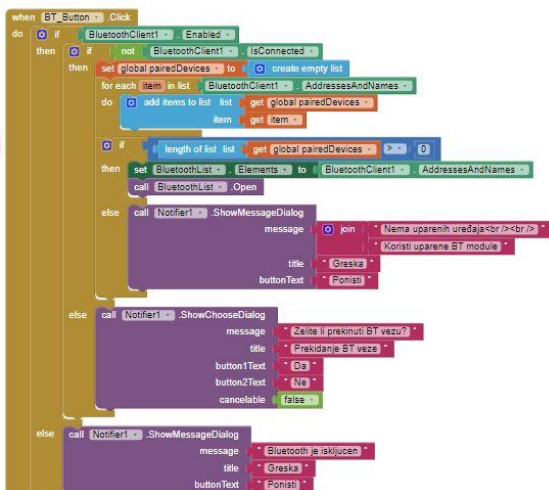 when BT_Button .Click
do if BluetoothClient1 . Enabled
then if not BluetoothClient1 . IsConnected
then set global pairedDevices to create empty list
for each item in list BluetoothClient1 . AddressesAndNames
do add items to list list get global pairedDevices
item get item
if length of list list get global pairedDevices > 0
then set BluetoothList . Elements to BluetoothClient1 . AddressesAndNames
call BluetoothList .Open
else call Notifier1 .ShowMessageDialog
message join " Nema uparenih uređaja<br /><br /> "
" Koristi uparene BT module "
title " Greska "
buttonText " Ponisti "
else call Notifier1 .ShowChooseDialog
message " Zelite li prekinuti BT vezu? "
title " Prekidanje BT veze "
button1Text " Da "
button2Text " Ne "
cancelable false
else call Notifier1 .ShowMessageDialog
message " Bluetooth je iskljucen "
title " Greska "
buttonText " Ponisti "